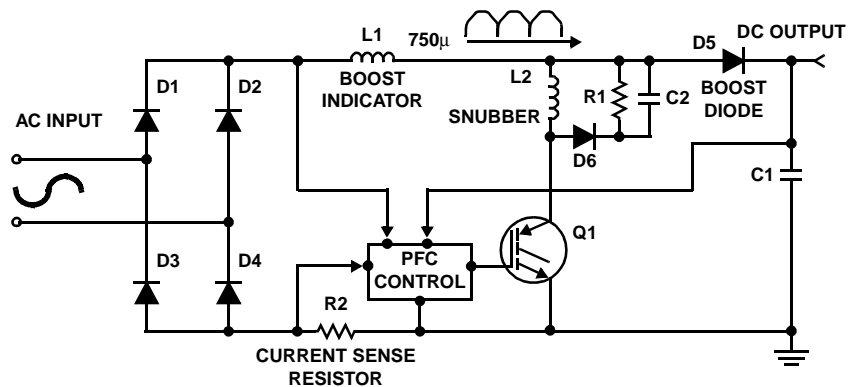 L1
750μ
D5
DC OUTPUT
D1
D2
BOOST
INDICATOR
L2
R1
C2
BOOST
DIODE
AC INPUT
SNUBBER
D6
C1
Q1
PFC
CONTROL
D3
D4
R2
CURRENT SENSE
RESISTOR